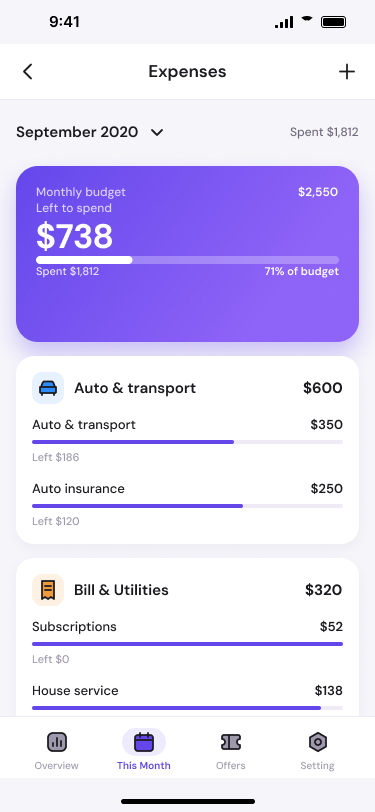 9:41
Expenses
September 2020
Spent $1,812
Monthly budget
$2,550
Left to spend
$738
Spent $1,812
71% of budget
Auto & transport
$600
Auto & transport
$350
Left $186
Auto insurance
$250
Left $120
Bill & Utilities
$320
Subscriptions
$52
Left $0
House service
$138
Overview
This Month
Offers
Setting